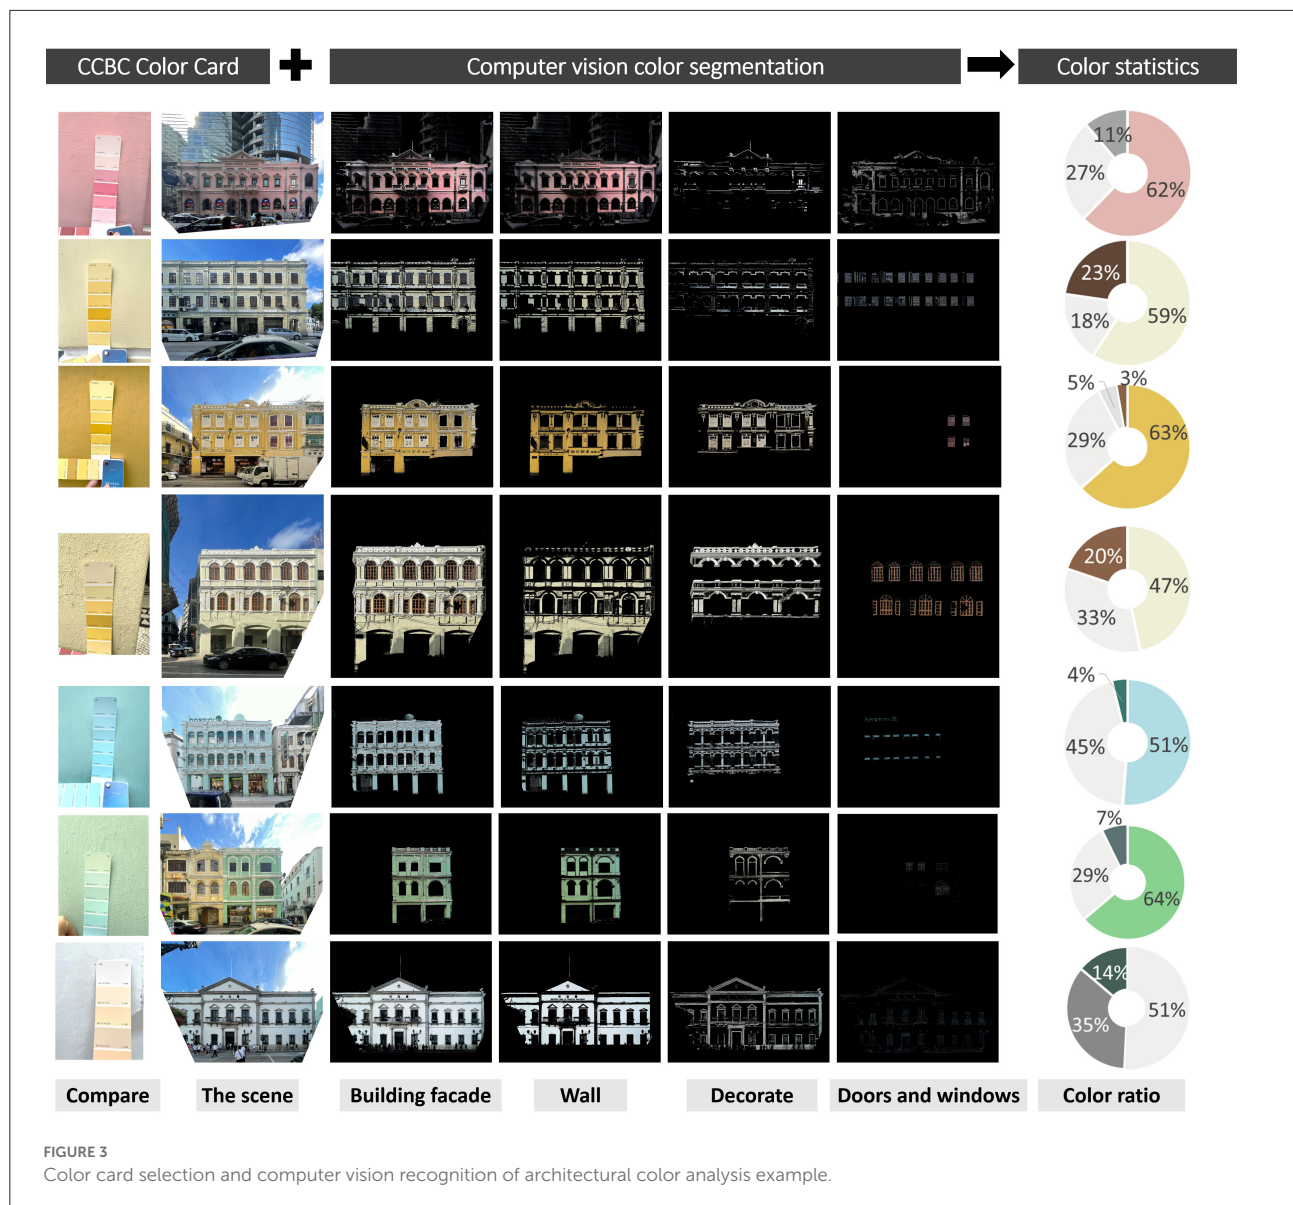 CCBC Color Card
Computer vision color segmentation
Color statistics
11%
27%
62%
23%
18%
59%
5%
3%
29%
63%
20%
47%
33%
4%
45%
51%
7%
29%
64%
14%
51%
35%
Compare
The scene
Building facade
Wall
Decorate
Doors and windows
Color ratio
FIGURE 3
Color card selection and computer vision recognition of architectural color analysis example.